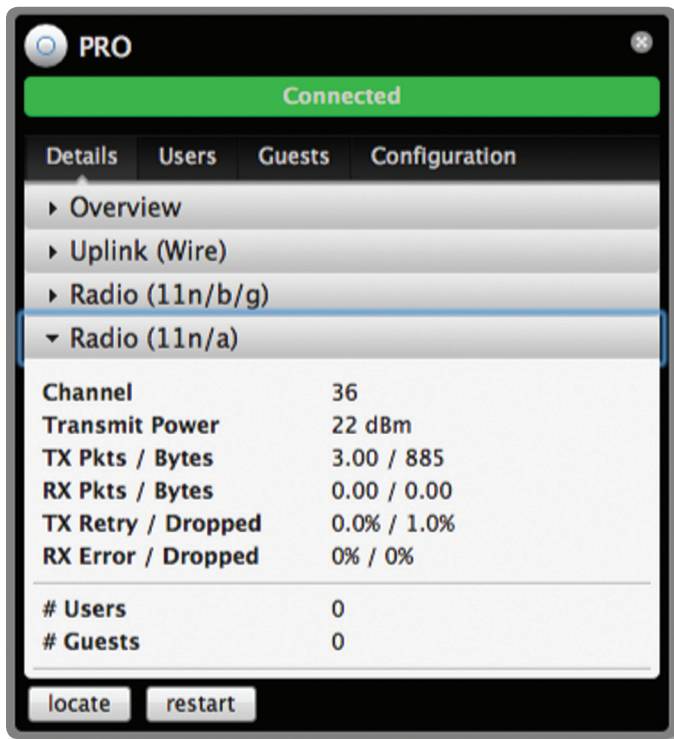 PRO
Connected
Details Users Guests Configuration
Overview
Uplink (Wire)
Radio (11n/b/g)
Radio (11n/a)
Channel 36
Transmit Power 22 dBm
TX Pkts / Bytes 3.00 / 885
RX Pkts / Bytes 0.00 / 0.00
TX Retry / Dropped 0.0% / 1.0%
RX Error / Dropped 0% / 0%
# Users 0
# Guests 0
locate restart